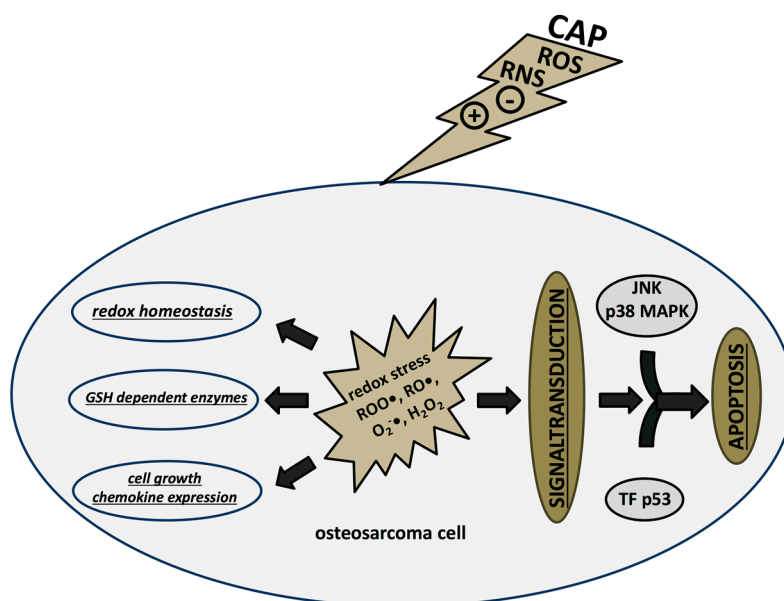 CAP
ROS
RNS
+ -
redox homeostasis
GSH dependent enzymes
cell growth
chemokine expression
redox stress
ROO•, RO•,
O₂⁻•, H₂O₂
osteosarcoma cell
SIGNALTRANSDUCTION
JNK
p38 MAPK
TF p53
APOPTOSIS